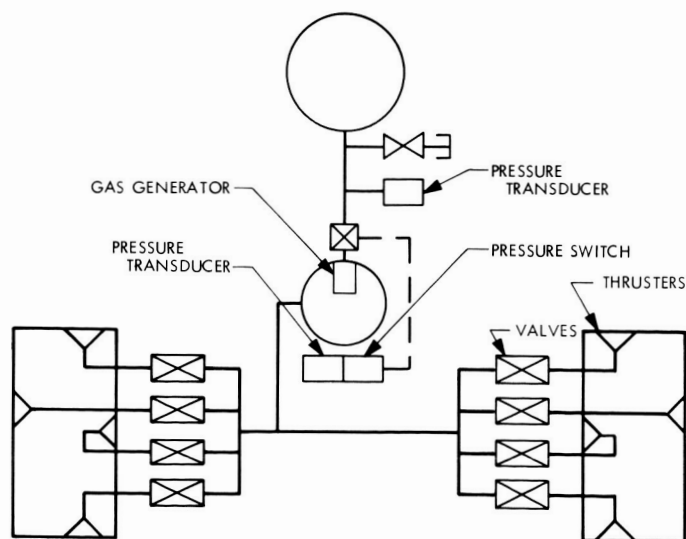 PRESSURE
TRANSDUCER
GAS GENERATOR
PRESSURE
TRANSDUCER
PRESSURE SWITCH
THRUSTERS
VALVES